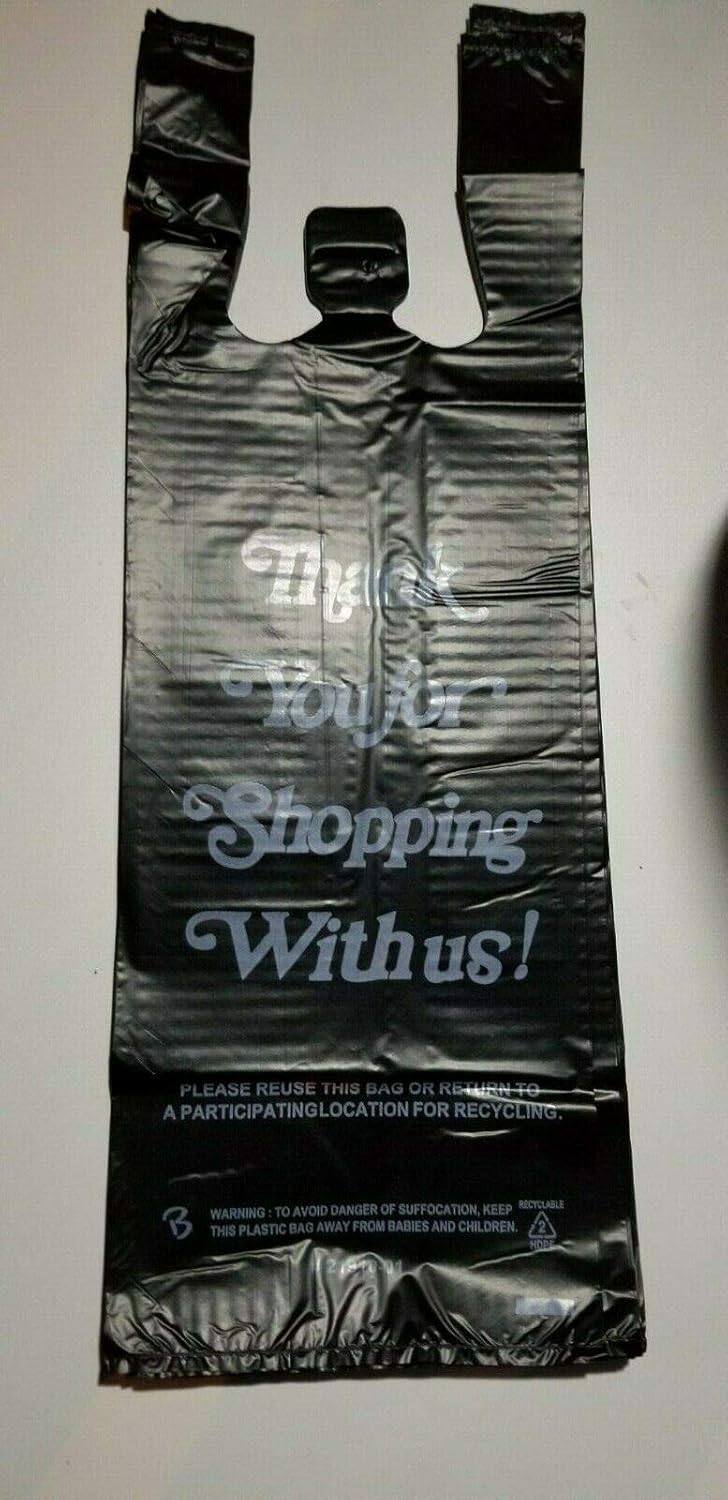 Thank
You for
Shopping
With us!
PLEASE REUSE THIS BAG OR RETURN TO
A PARTICIPATINGLOCATION FOR RECYCLING.
B
WARNING : TO AVOID DANGER OF SUFFOCATION, KEEP
THIS PLASTIC BAG AWAY FROM BABIES AND CHILDREN.
RECYCLABLE
2
HDPE